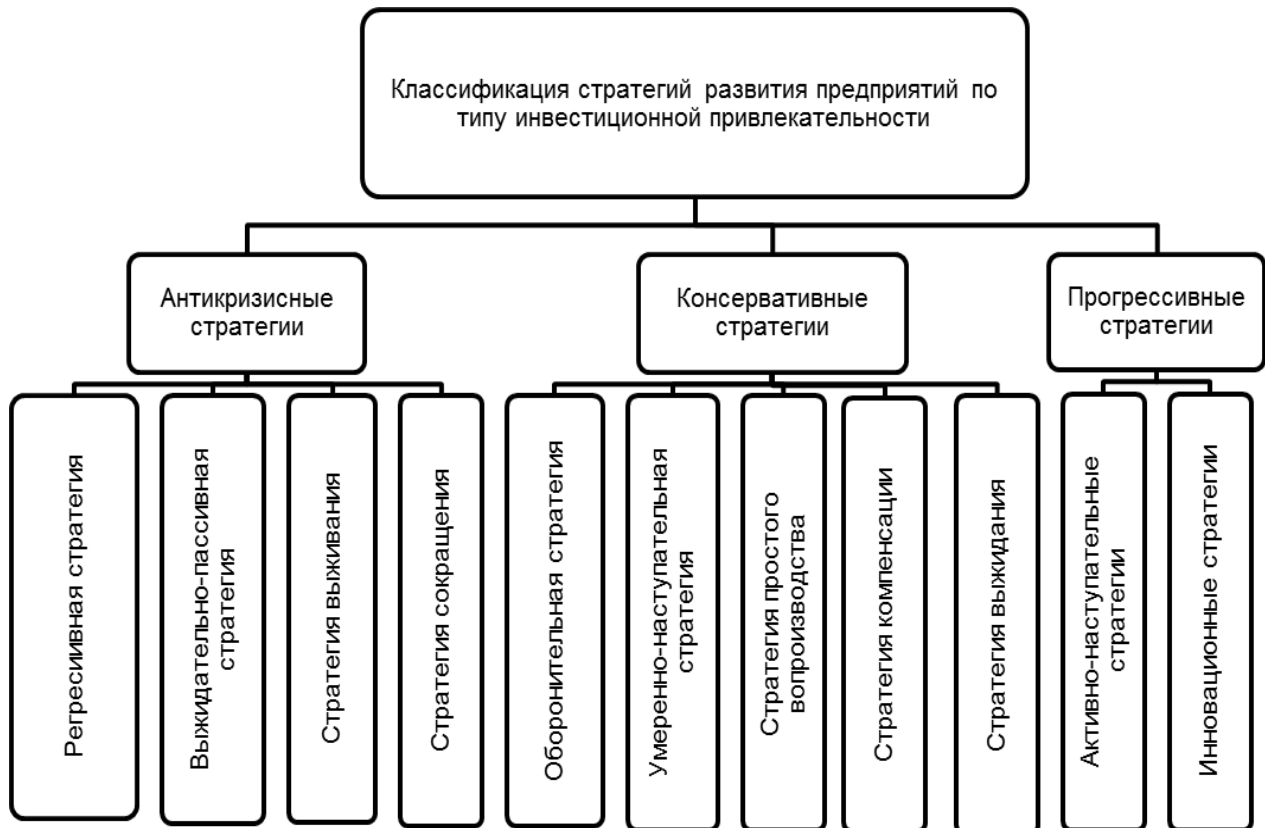 Классификация стратегий развития предприятий по
типу инвестиционной привлекательности
Антикризисные
стратегии
Консервативные
стратегии
Прогрессивные
стратегии
Регресиивная стратегия
Выжидательно-пассивная
стратегия
Стратегия выживания
Стратегия сокращения
Оборонительная стратегия
Умеренно-наступательная
стратегия
Стратегия простого
вопроизводства
Стратегия компенсации
Стратегия выжидания
Активно-наступательные
стратегии
Инновационные стратегии